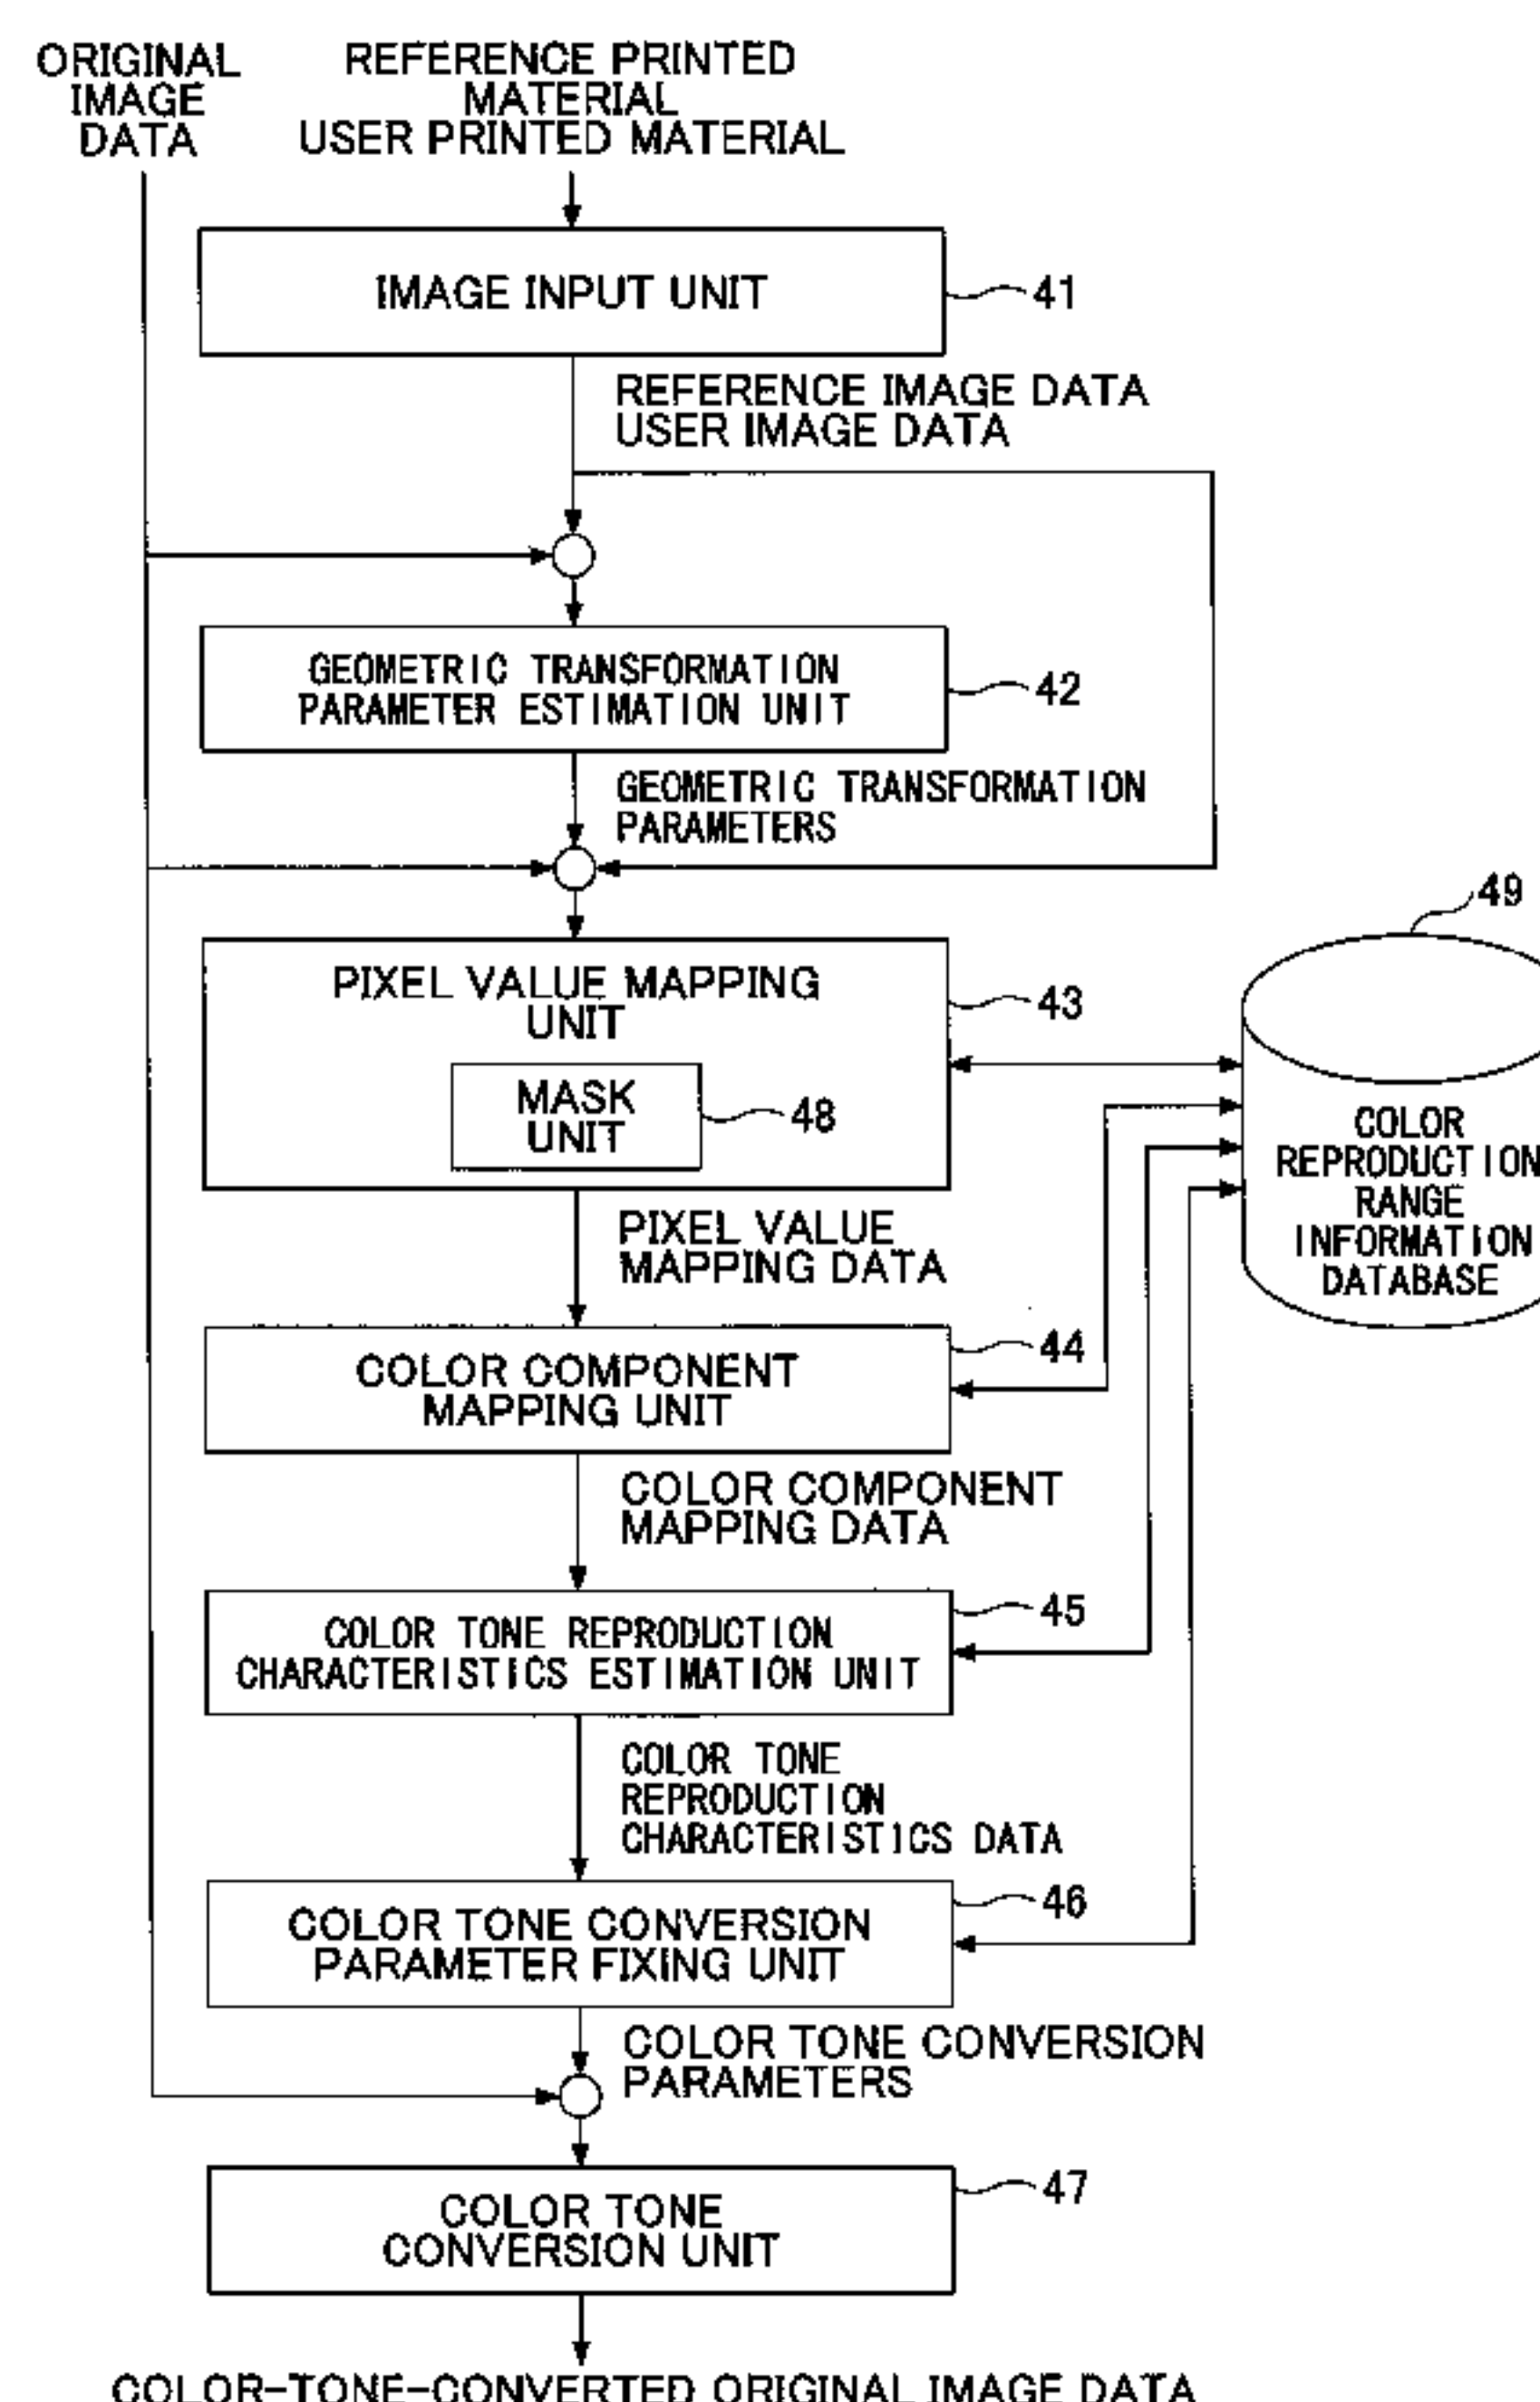 ORIGINAL
IMAGE
DATA
REFERENCE PRINTED
MATERIAL
USER PRINTED MATERIAL
IMAGE INPUT UNIT
41
REFERENCE IMAGE DATA
USER IMAGE DATA
GEOMETRIC TRANSFORMATION
PARAMETER ESTIMATION UNIT
42
GEOMETRIC TRANSFORMATION
PARAMETERS
49
PIXEL VALUE MAPPING
UNIT
43
MASK
UNIT
48
COLOR
REPRODUCTION
RANGE
INFORMATION
DATABASE
PIXEL VALUE
MAPPING DATA
COLOR COMPONENT
MAPPING UNIT
44
COLOR COMPONENT
MAPPING DATA
COLOR TONE REPRODUCTION
CHARACTERISTICS ESTIMATION UNIT
45
COLOR TONE
REPRODUCTION
CHARACTERISTICS DATA
COLOR TONE CONVERSION
PARAMETER FIXING UNIT
46
COLOR TONE CONVERSION
PARAMETERS
COLOR TONE
CONVERSION UNIT
47
COLOR-TONE-CONVERTED ORIGINAL IMAGE DATA